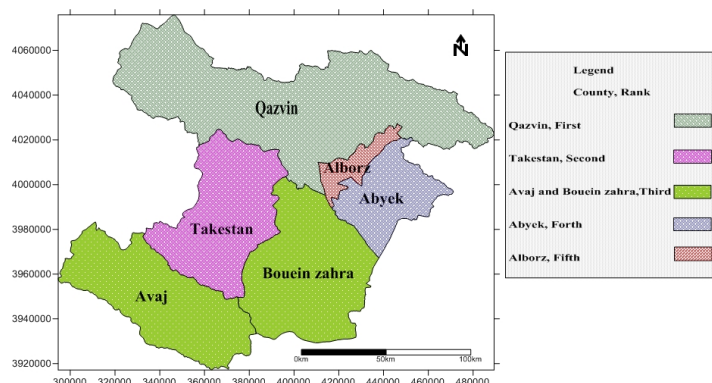 4060000
4040000
4020000
4000000
3980000
3960000
3940000
3920000
300000 320000 340000 360000 380000 400000 420000 440000 460000 480000
N
Qazvin
Alborz
Abyek
Takestan
Bouein zahra
Avaj
0km 50km 100km
Legend
County, Rank
Qazvin, First
Takestan, Second
Avaj and Bouein zahra,Third
Abyek, Forth
Alborz, Fifth